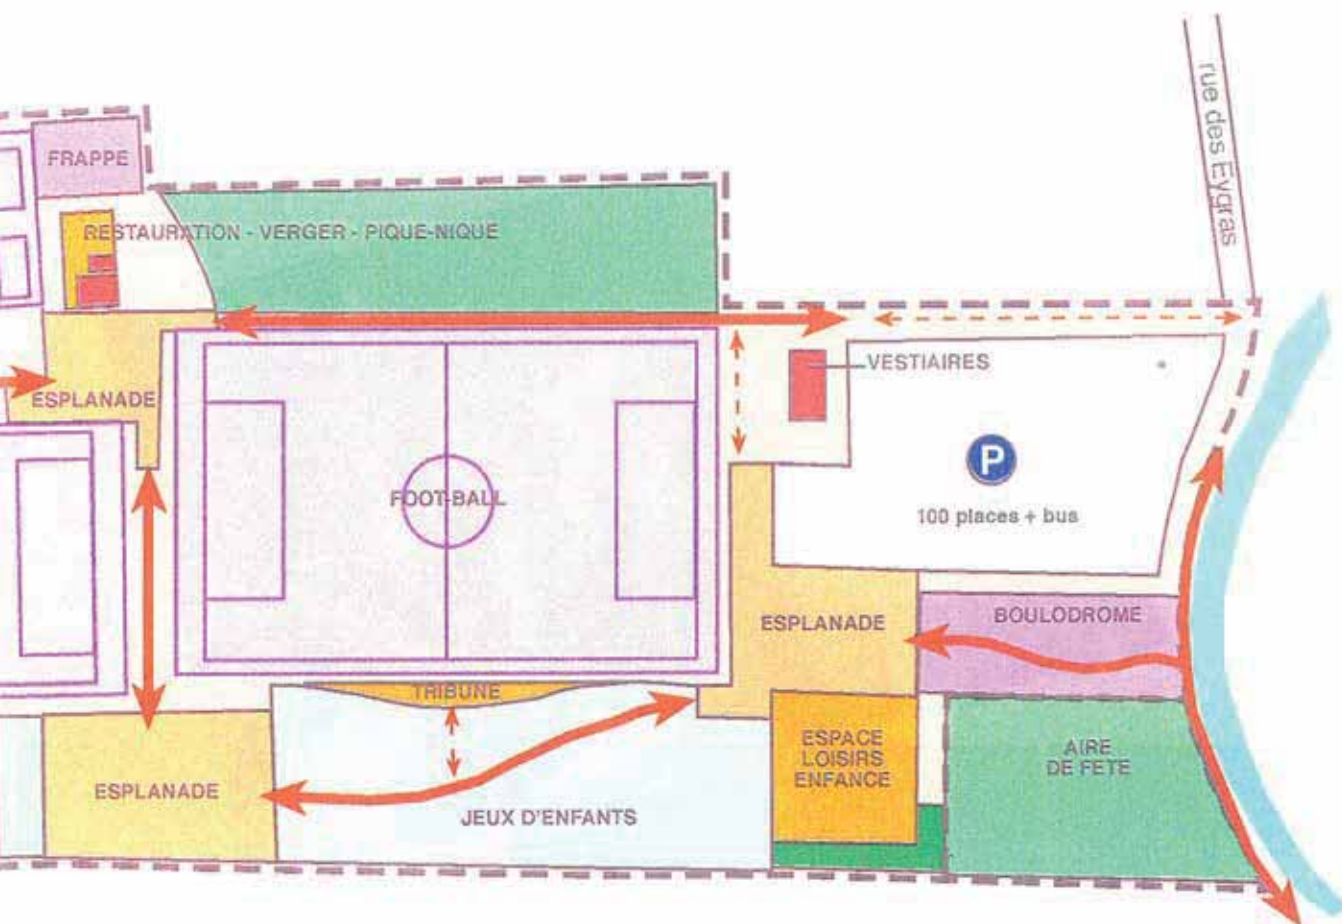 rue des Eygras
FRAPPE
RESTAURATION - VERGER - PIQUE-NIQUE
VESTIAIRES
ESPLANADE
P
FOOT-BALL
100 places + bus
ESPLANADE
BOULODROME
TRIBUNE
ESPACE
LOISIRS
ENFANCE
AIRE
DE FETE
ESPLANADE
JEUX D'ENFANTS